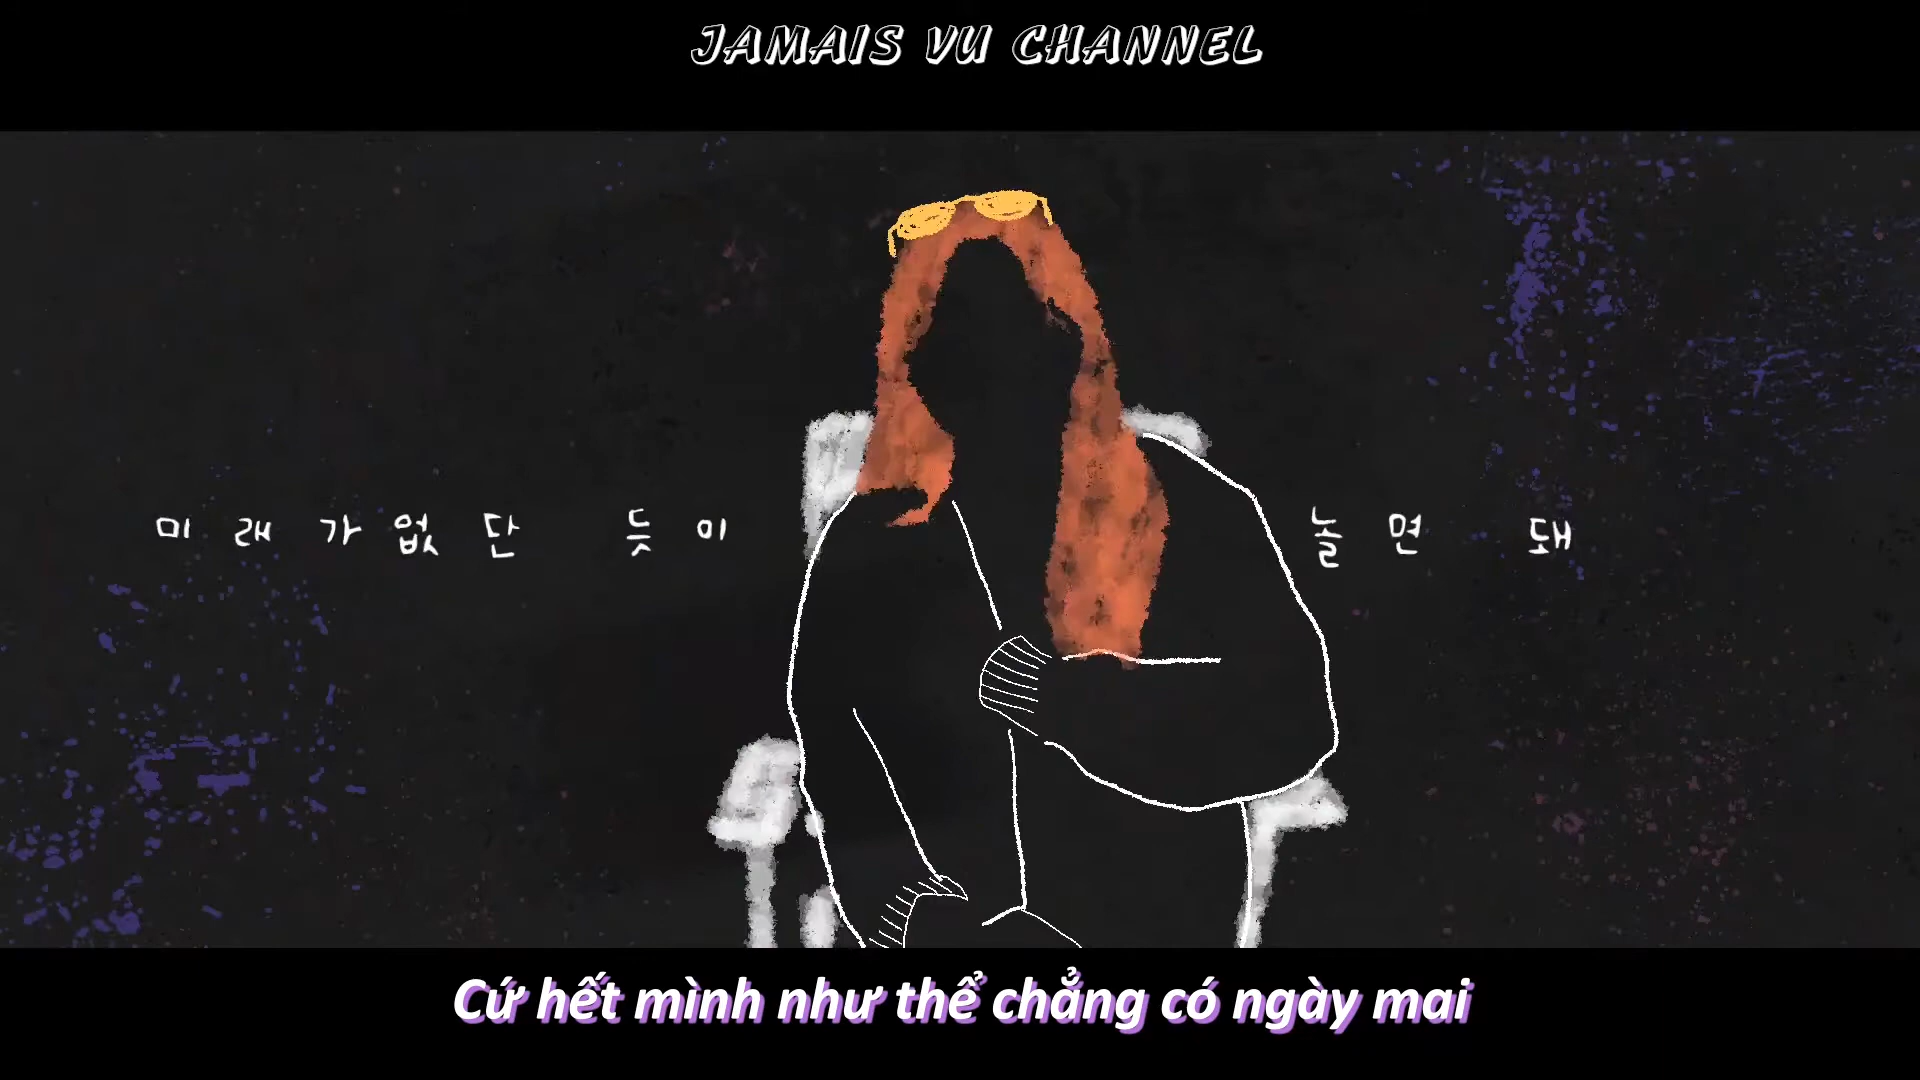 JAMAIS VU CHANNEL
미래가없단 듯이 놀면 돼
Cứ hết mình như thể chẳng có ngày mai